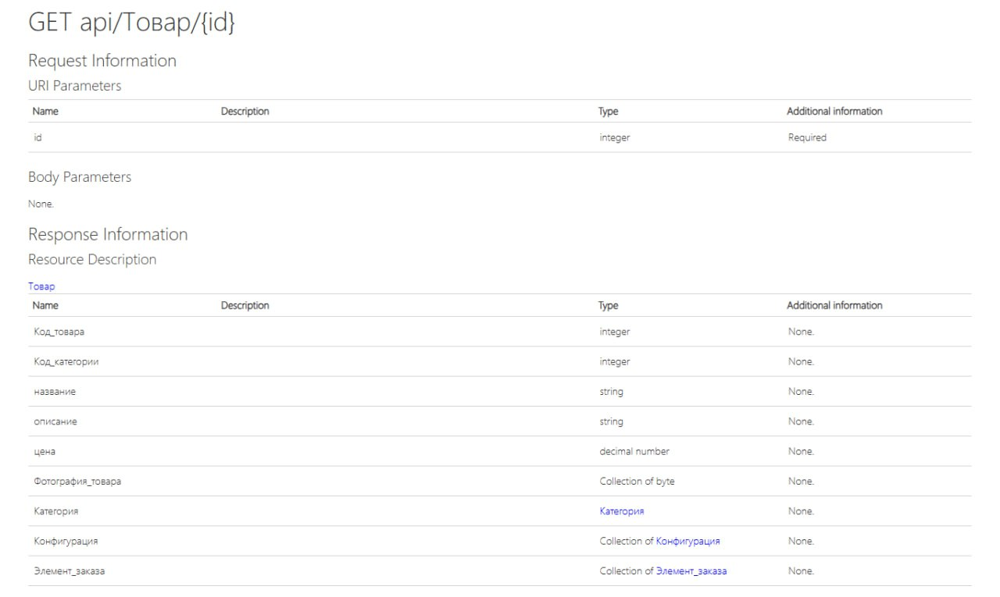 GET api/Товар/{id}
Request Information
URI Parameters
Name Description Type Additional information
id integer Required
Body Parameters
None.
Response Information
Resource Description
Товар
Name Description Type Additional information
Код_товара integer None.
Код_категории integer None.
название string None.
описание string None.
цена decimal number None.
Фотография_товара Collection of byte None.
Категория Категория None.
Конфигурация Collection of Конфигурация None.
Элемент_заказа Collection of Элемент_заказа None.